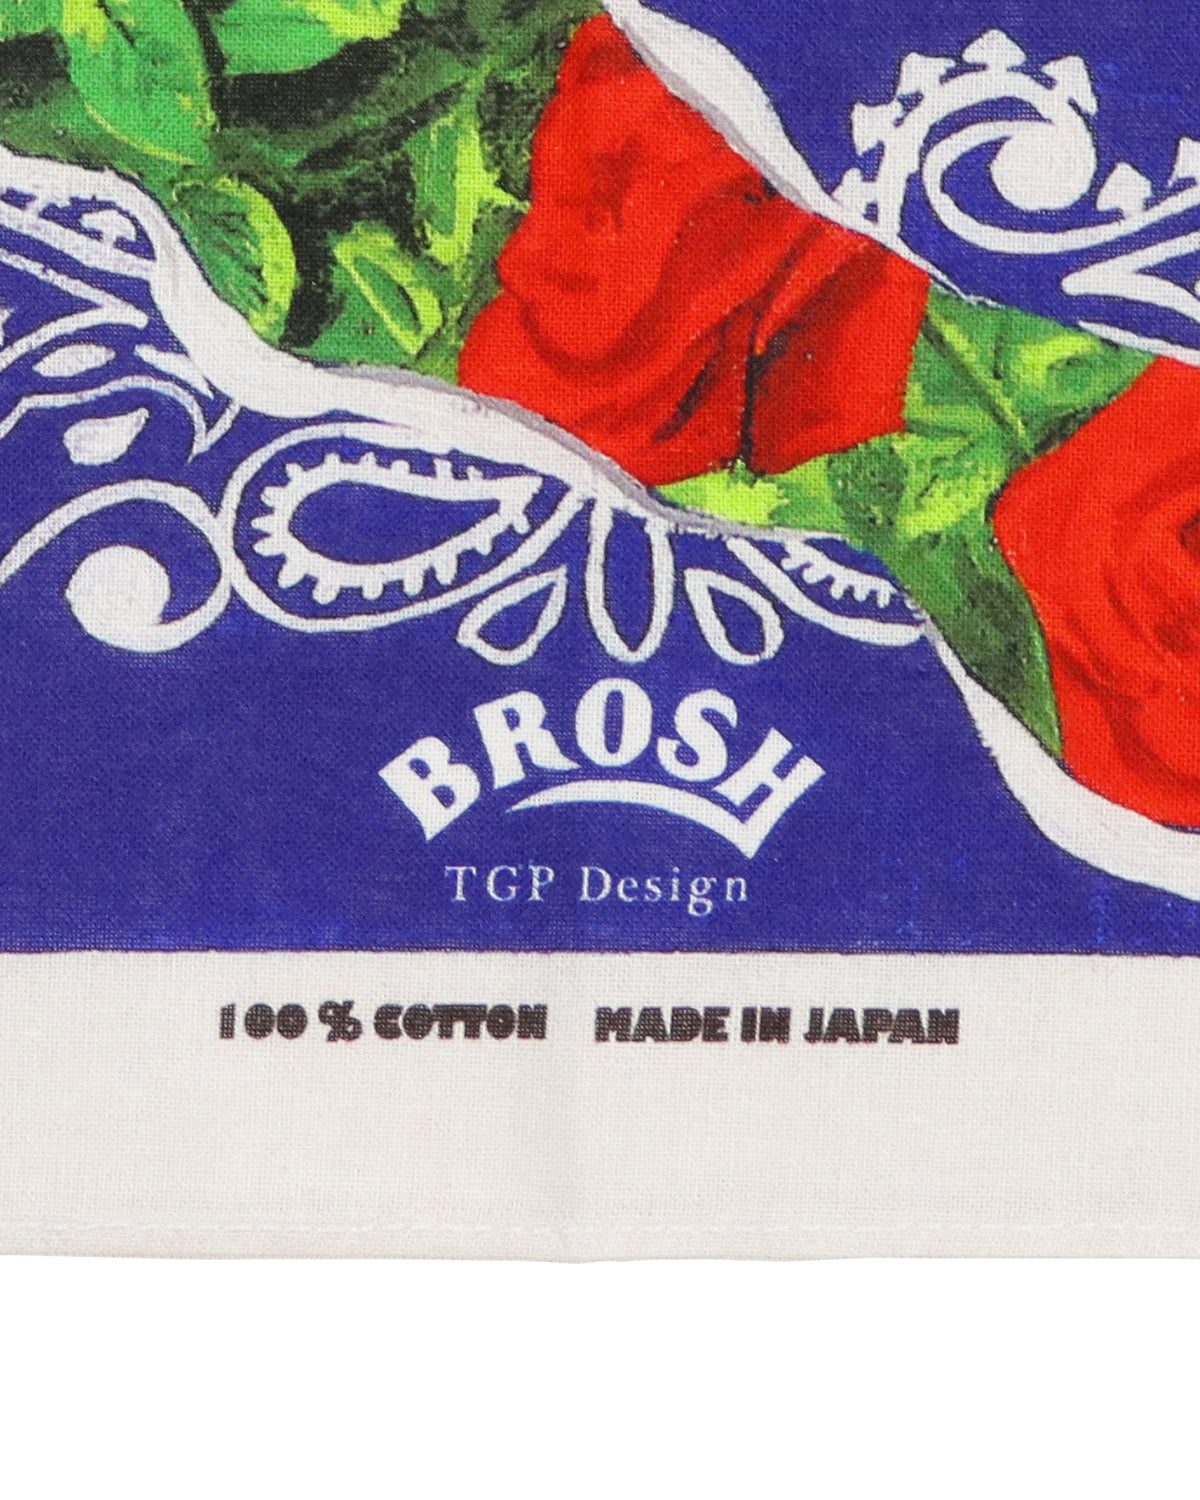 BROSH
TGP Design
100% COTTON MADE IN JAPAN